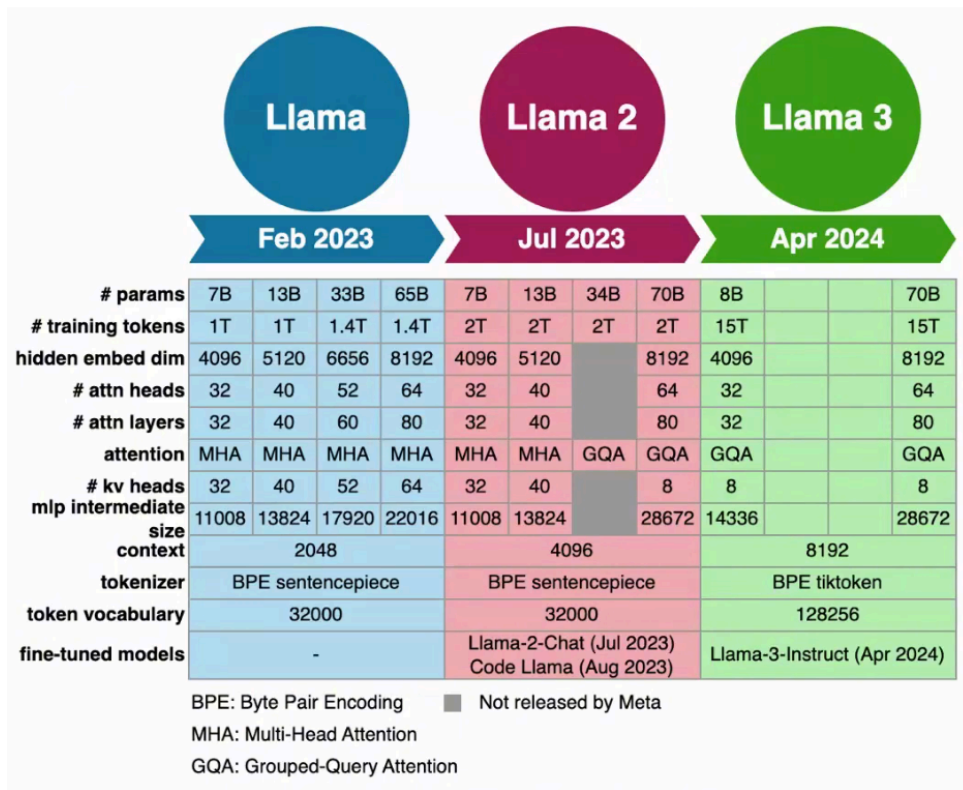 Llama Llama 2 Llama 3
Feb 2023 Jul 2023 Apr 2024
# params 7B 13B 33B 65B 7B 13B 34B 70B 8B 70B
# training tokens 1T 1T 1.4T 1.4T 2T 2T 2T 2T 15T 15T
hidden embed dim 4096 5120 6656 8192 4096 5120 8192 4096 8192
# attn heads 32 40 52 64 32 40 64 32 64
# attn layers 32 40 60 80 32 40 80 32 80
attention MHA MHA MHA MHA MHA MHA GQA GQA GQA GQA
# kv heads 32 40 52 64 32 40 8 8 8
mlp intermediate
size 11008 13824 17920 22016 11008 13824 28672 14336 28672
context 2048 4096 8192
tokenizer BPE sentencepiece BPE sentencepiece BPE tiktoken
token vocabulary 32000 32000 128256
fine-tuned models - Llama-2-Chat (Jul 2023) Llama-3-Instruct (Apr 2024)
Code Llama (Aug 2023)
BPE: Byte Pair Encoding Not released by Meta
MHA: Multi-Head Attention
GQA: Grouped-Query Attention